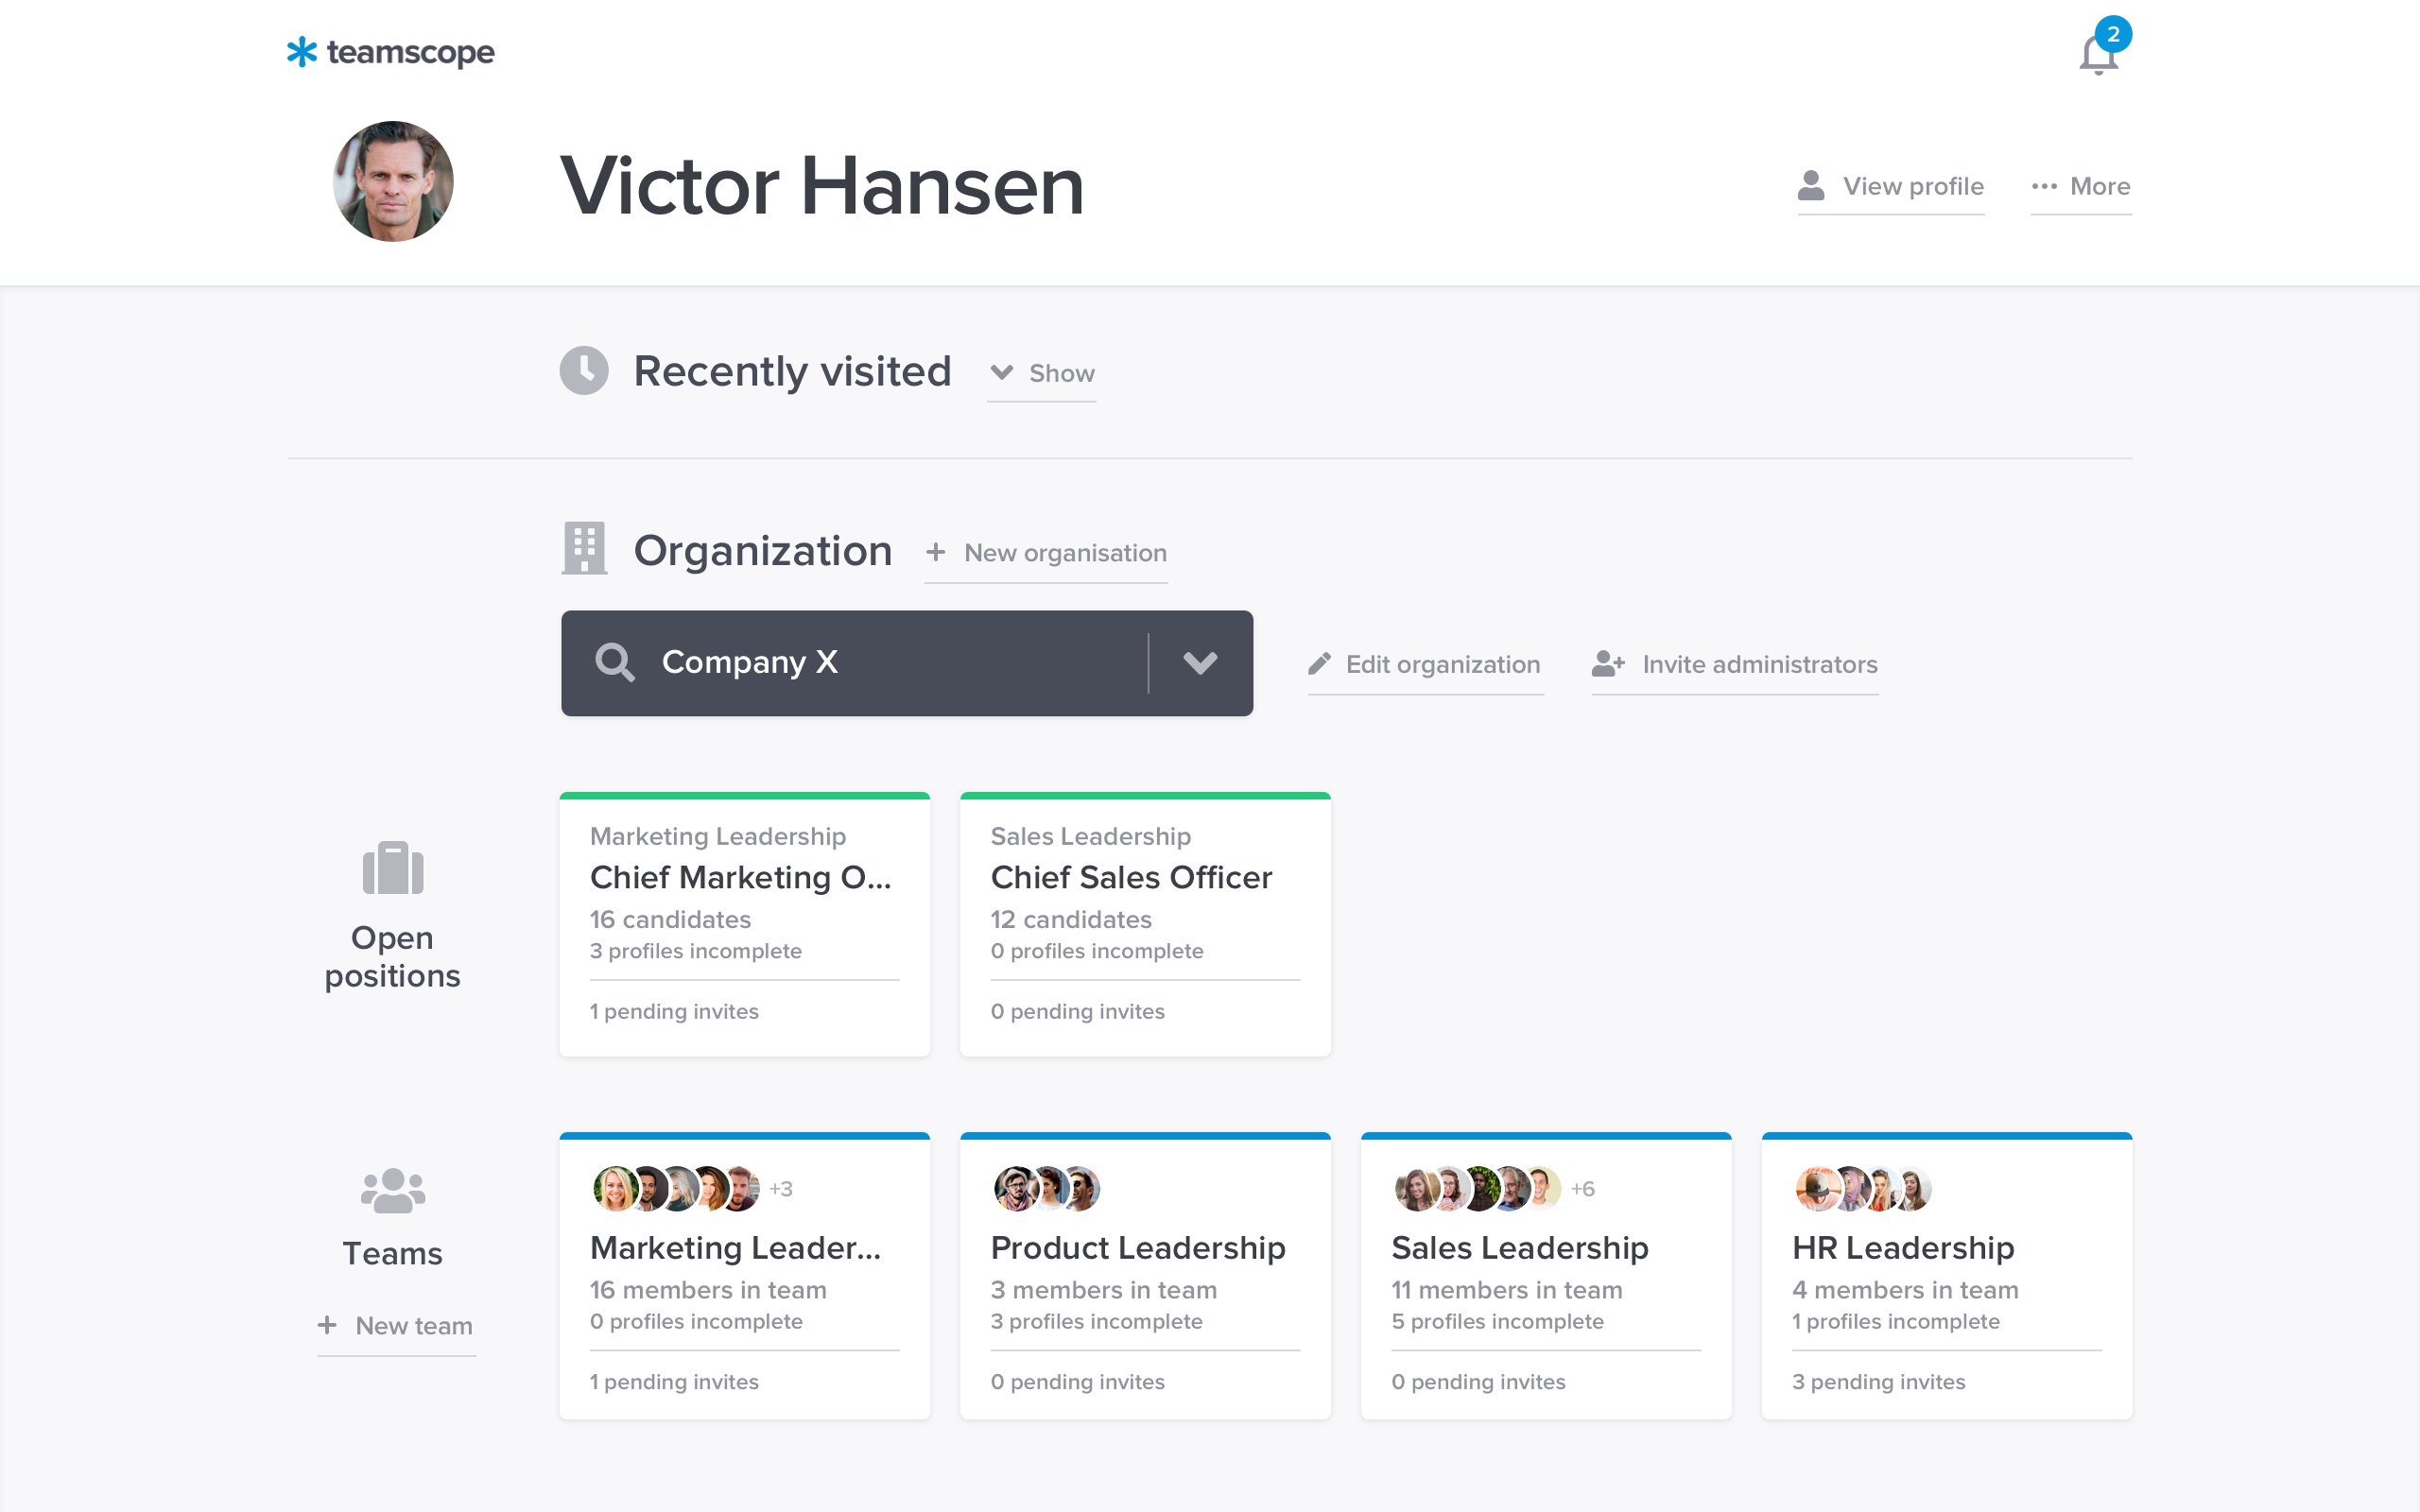 teamscope
2
Victor Hansen
View profile
More
Recently visited
Show
Organization
New organisation
Company X
Edit organization
Invite administrators
Open
positions
Marketing Leadership
Chief Marketing O...
16 candidates
3 profiles incomplete
1 pending invites
Sales Leadership
Chief Sales Officer
12 candidates
0 profiles incomplete
0 pending invites
Teams
+ New team
+3
Marketing Leader...
16 members in team
0 profiles incomplete
1 pending invites
Product Leadership
3 members in team
3 profiles incomplete
0 pending invites
+6
Sales Leadership
11 members in team
5 profiles incomplete
0 pending invites
HR Leadership
4 members in team
1 profiles incomplete
3 pending invites